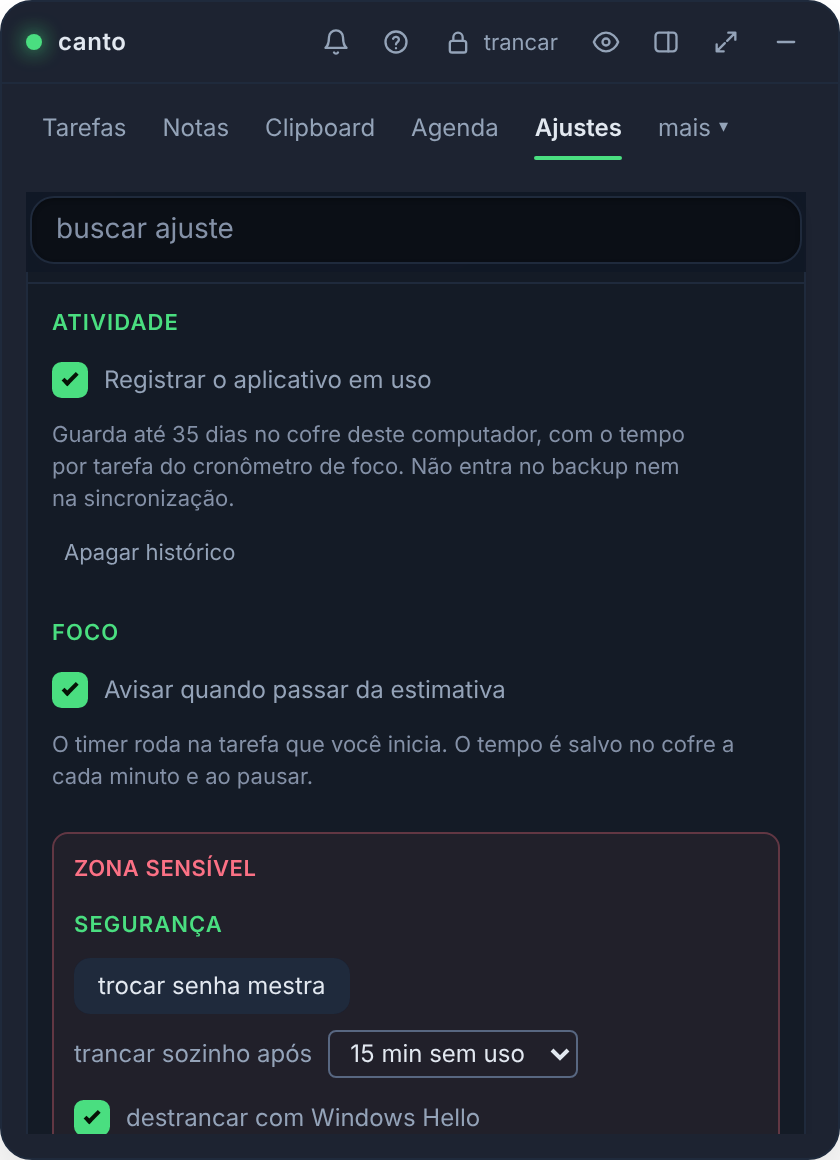 canto
trancar
Tarefas Notas Clipboard Agenda Ajustes mais ▾
buscar ajuste
ATIVIDADE
Registrar o aplicativo em uso
Guarda até 35 dias no cofre deste computador, com o tempo
por tarefa do cronômetro de foco. Não entra no backup nem
na sincronização.
Apagar histórico
FOCO
Avisar quando passar da estimativa
O timer roda na tarefa que você inicia. O tempo é salvo no cofre a
cada minuto e ao pausar.
ZONA SENSÍVEL
SEGURANÇA
trocar senha mestra
trancar sozinho após 15 min sem uso
destrancar com Windows Hello